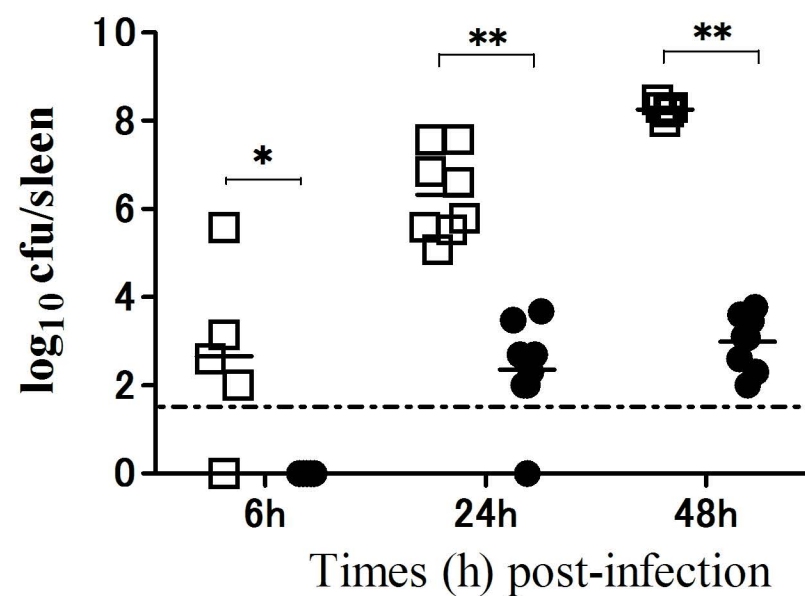 10
**
**
8
*
6
4
2
0
log10 cfu/sleen
6h
24h
48h
Times (h) post-infection